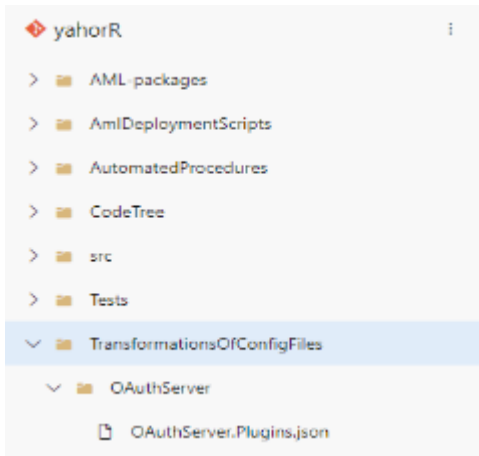 yahorR
AML-packages
AmlDeploymentScripts
AutomatedProcedures
CodeTree
src
Tests
TransformationsOfConfigFiles
OAuthServer
OAuthServer.Plugins.json